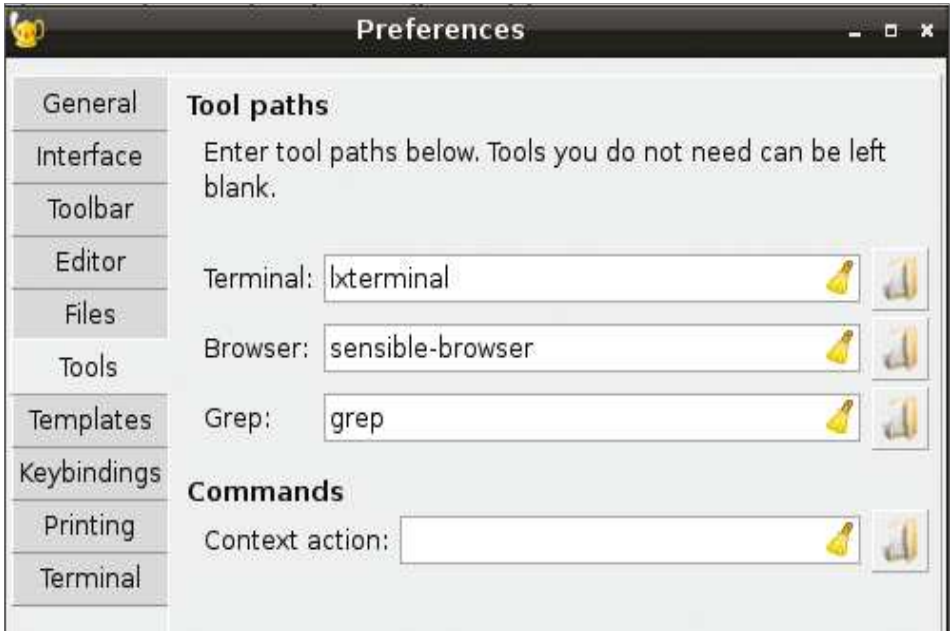 Preferences
General
Interface
Toolbar
Editor
Files
Tools
Templates
Keybindings
Printing
Terminal
Tool paths
Enter tool paths below. Tools you do not need can be left
blank.
Terminal: lxterminal
Browser: sensible-browser
Grep: grep
Commands
Context action: